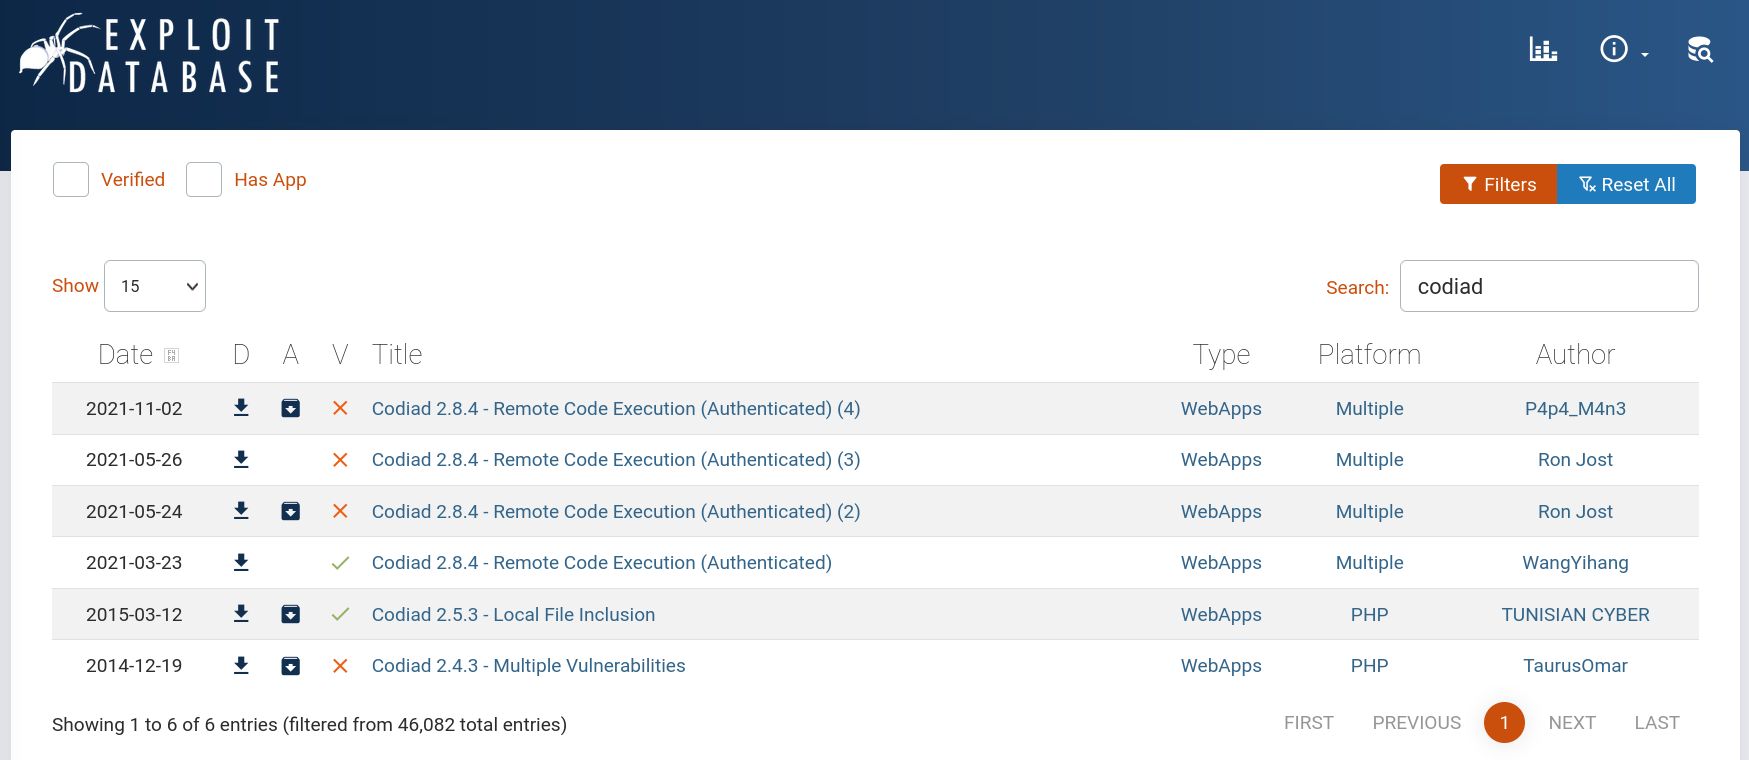 EXPLOIT
DATABASE
Verified Has App Filters Reset All
Show 15 Search: codiad
Date D A V Title Type Platform Author
2021-11-02 Codiad 2.8.4 - Remote Code Execution (Authenticated) (4) WebApps Multiple P4p4_M4n3
2021-05-26 Codiad 2.8.4 - Remote Code Execution (Authenticated) (3) WebApps Multiple Ron Jost
2021-05-24 Codiad 2.8.4 - Remote Code Execution (Authenticated) (2) WebApps Multiple Ron Jost
2021-03-23 Codiad 2.8.4 - Remote Code Execution (Authenticated) WebApps Multiple WangYihang
2015-03-12 Codiad 2.5.3 - Local File Inclusion WebApps PHP TUNISIAN CYBER
2014-12-19 Codiad 2.4.3 - Multiple Vulnerabilities WebApps PHP TaurusOmar
Showing 1 to 6 of 6 entries (filtered from 46,082 total entries) FIRST PREVIOUS 1 NEXT LAST